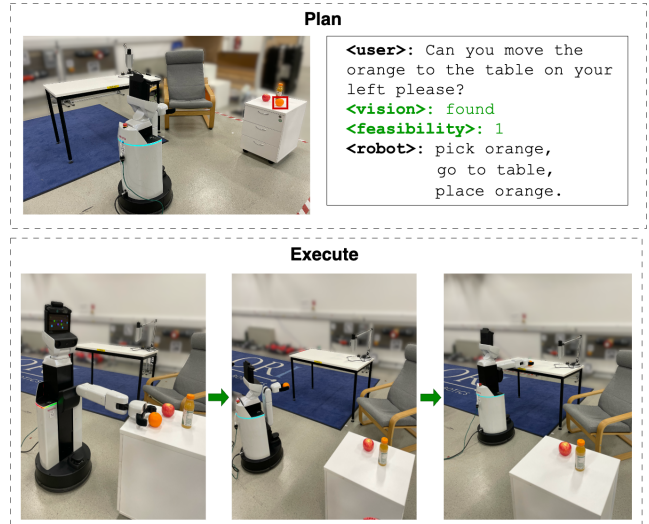 Plan
<user>: Can you move the
orange to the table on your
left please?
<vision>: found
<feasibility>: 1
<robot>: pick orange,
go to table,
place orange.
Execute